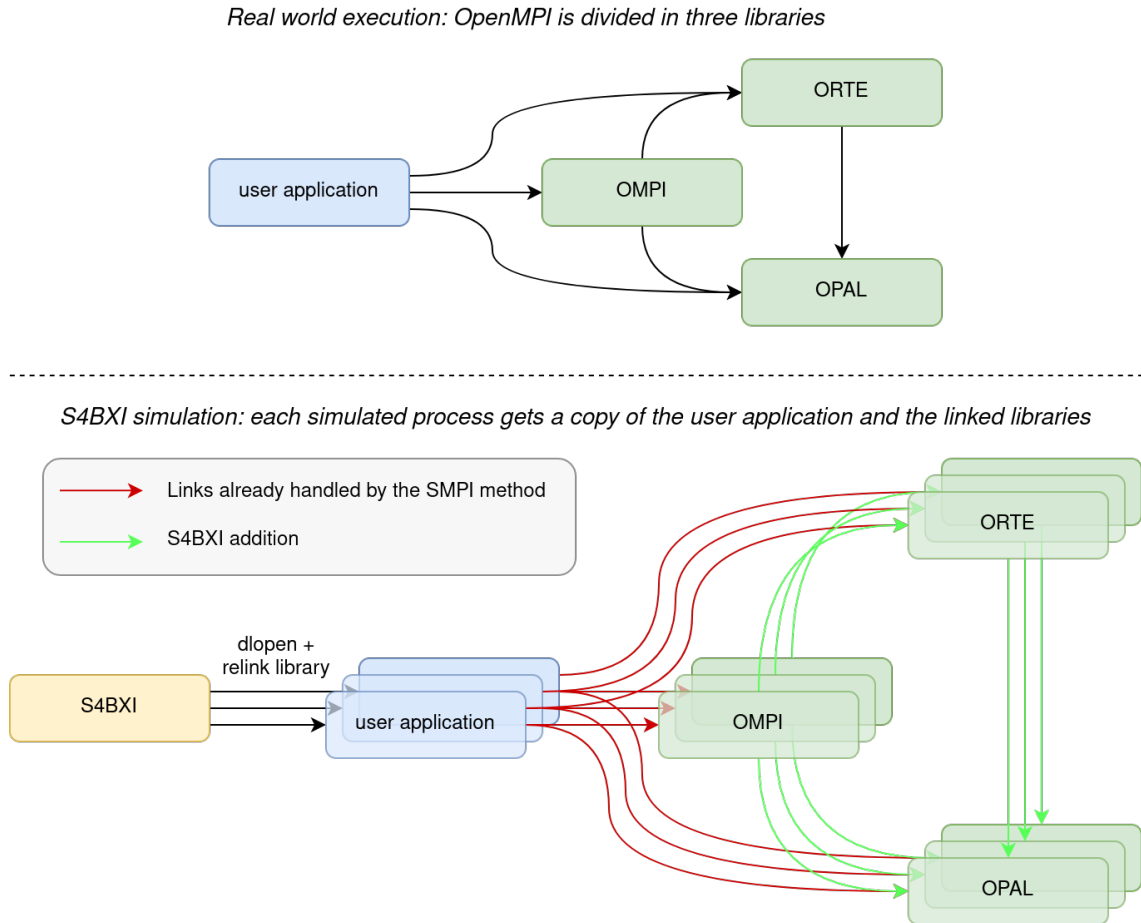 Real world execution: OpenMPI is divided in three libraries
ORTE
user application
OMPI
OPAL
S4BXI simulation: each simulated process gets a copy of the user application and the linked libraries
Links already handled by the SMPI method
S4BXI addition
ORTE
dlopen +
relink library
S4BXI
user application
OMPI
OPAL